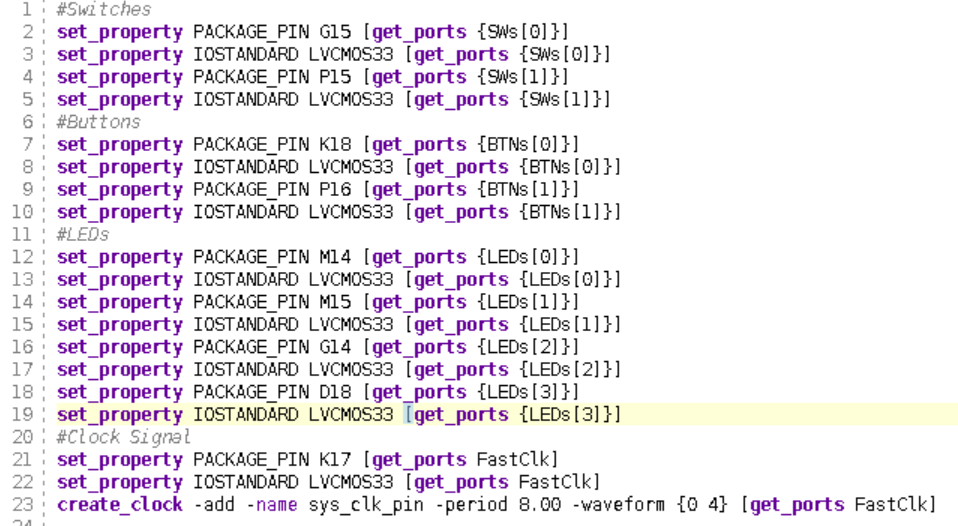 1 #Switches
2 set_property PACKAGE_PIN G15 [get_ports {SWs[0]}]
3 set_property IOSTANDARD LVCMOS33 [get_ports {SWs[0]}]
4 set_property PACKAGE_PIN P15 [get_ports {SWs[1]}]
5 set_property IOSTANDARD LVCMOS33 [get_ports {SWs[1]}]
6 #Buttons
7 set_property PACKAGE_PIN K18 [get_ports {BTNs[0]}]
8 set_property IOSTANDARD LVCMOS33 [get_ports {BTNs[0]}]
9 set_property PACKAGE_PIN P16 [get_ports {BTNs[1]}]
10 set_property IOSTANDARD LVCMOS33 [get_ports {BTNs[1]}]
11 #LEDs
12 set_property PACKAGE_PIN M14 [get_ports {LEDs[0]}]
13 set_property IOSTANDARD LVCMOS33 [get_ports {LEDs[0]}]
14 set_property PACKAGE_PIN M15 [get_ports {LEDs[1]}]
15 set_property IOSTANDARD LVCMOS33 [get_ports {LEDs[1]}]
16 set_property PACKAGE_PIN G14 [get_ports {LEDs[2]}]
17 set_property IOSTANDARD LVCMOS33 [get_ports {LEDs[2]}]
18 set_property PACKAGE_PIN D18 [get_ports {LEDs[3]}]
19 set_property IOSTANDARD LVCMOS33 [get_ports {LEDs[3]}]
20 #Clock Signal
21 set_property PACKAGE_PIN K17 [get_ports FastClk]
22 set_property IOSTANDARD LVCMOS33 [get_ports FastClk]
23 create_clock -add -name sys_clk_pin -period 8.00 -waveform {0 4} [get_ports FastClk]
24